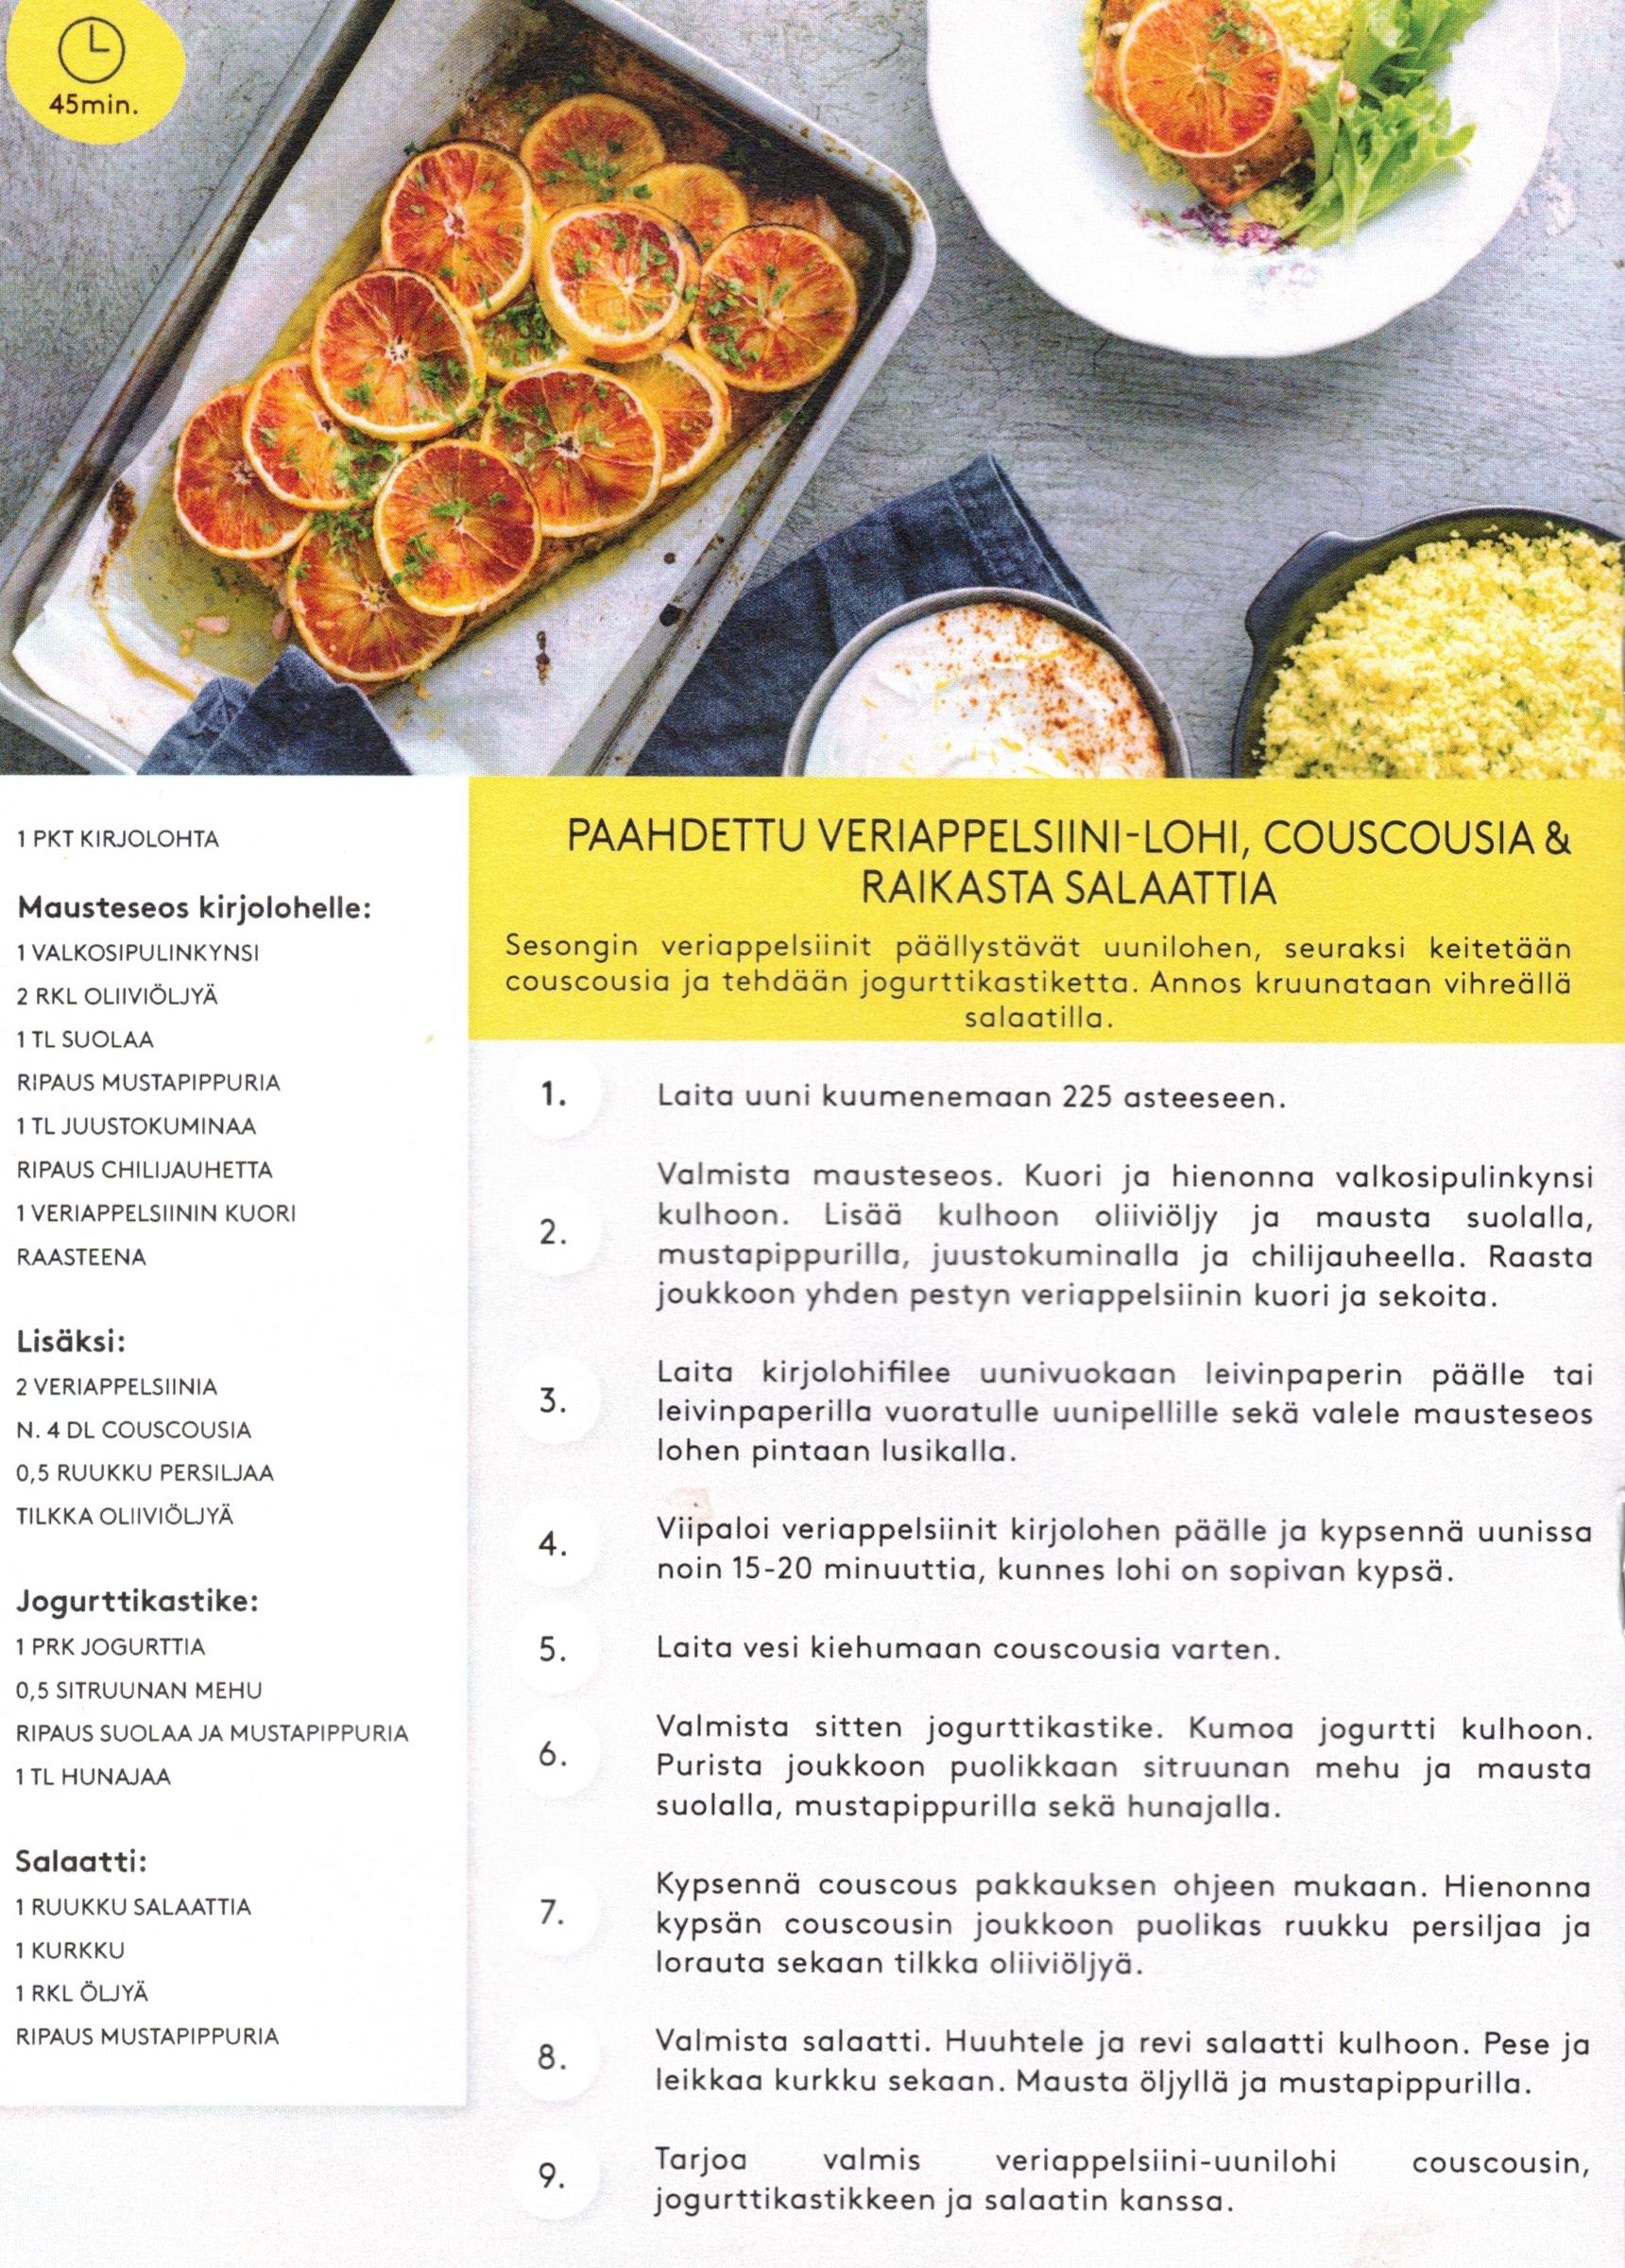 45min.
1 PKT KIRJOLOHTA
Mausteseos kirjolohelle:
1 VALKOSIPULINKYNSI
2 RKL OLIIVIÖLJYÄ
1 TL SUOLAA
RIPAUS MUSTAPIPPURIA
1 TL JUUSTOKUMINAA
RIPAUS CHILIJAUHETTA
1 VERIAPPELSIININ KUORI
RAASTEENA
Lisäksi:
2 VERIAPPELSIINIA
N. 4 DL COUSCOUSIA
0,5 RUUKKU PERSILJAA
TILKKA OLIIVIÖLJYÄ
Jogurttikastike:
1 PRK JOGURTTIA
0,5 SITRUUNAN MEHU
RIPAUS SUOLAA JA MUSTAPIPPURIA
1 TL HUNAJAA
Salaatti:
1 RUUKKU SALAATTIA
1 KURKKU
1 RKL ÖLJYÄ
RIPAUS MUSTAPIPPURIA
PAAHDETTU VERIAPPELSIINI-LOHI, COUSCOUSIA &
RAIKASTA SALAATTIA
Sesongin veriappelsiinit päällystävät uunilohen, seuraksi keitetään
couscousia ja tehdään jogurttikastiketta. Annos kruunataan vihreällä
salaatilla.
1. Laita uuni kuumenemaan 225 asteeseen.
2. Valmista mausteseos. Kuori ja hienonna valkosipulinkynsi
kulhoon. Lisää kulhoon oliiviöljy ja mausta suolalla,
mustapippurilla, juustokuminalla ja chilijauheella. Raasta
joukkoon yhden pestyn veriappelsiinin kuori ja sekoita.
3. Laita kirjolohifilee uunivuokaan leivinpaperin päälle tai
leivinpaperilla vuoratulle uunipellille sekä valele mausteseos
lohen pintaan lusikalla.
4. Viipaloi veriappelsiinit kirjolohen päälle ja kypsennä uunissa
noin 15-20 minuuttia, kunnes lohi on sopivan kypsä.
5. Laita vesi kiehumaan couscousia varten.
6. Valmista sitten jogurttikastike. Kumoa jogurtti kulhoon.
Purista joukkoon puolikkaan sitruunan mehu ja mausta
suolalla, mustapippurilla sekä hunajalla.
7. Kypsennä couscous pakkauksen ohjeen mukaan. Hienonna
kypsän couscousin joukkoon puolikas ruukku persiljaa ja
lorauta sekaan tilkka oliiviöljyä.
8. Valmista salaatti. Huuhtele ja revi salaatti kulhoon. Pese ja
leikkaa kurkku sekaan. Mausta öljyllä ja mustapippurilla.
9. Tarjoa valmis veriappelsiini-uunilohi couscousin,
jogurttikastikkeen ja salaatin kanssa.